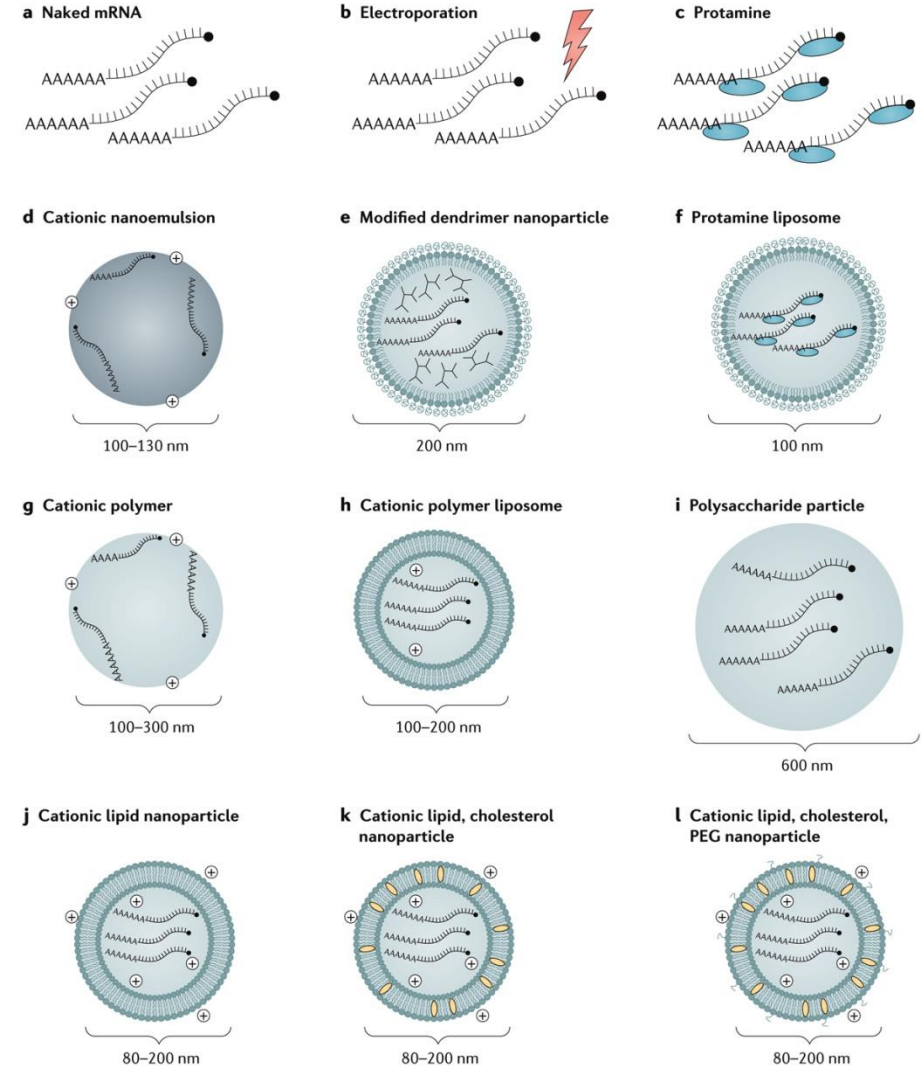 a Naked mRNA
b Electroporation
c Protamine
AAAAAA
AAAAAA
AAAAAA
AAAAAA
AAAAAA
AAAAAA
AAAAAA
AAAAAA
AAAAAA
d Cationic nanoemulsion
e Modified dendrimer nanoparticle
f Protamine liposome
100–130 nm
200 nm
100 nm
g Cationic polymer
h Cationic polymer liposome
i Polysaccharide particle
AAAAA
AAAAAA
AAAAAA
AAAAAA
100–300 nm
100–200 nm
600 nm
j Cationic lipid nanoparticle
k Cationic lipid, cholesterol
nanoparticle
l Cationic lipid, cholesterol,
PEG nanoparticle
80–200 nm
80–200 nm
80–200 nm